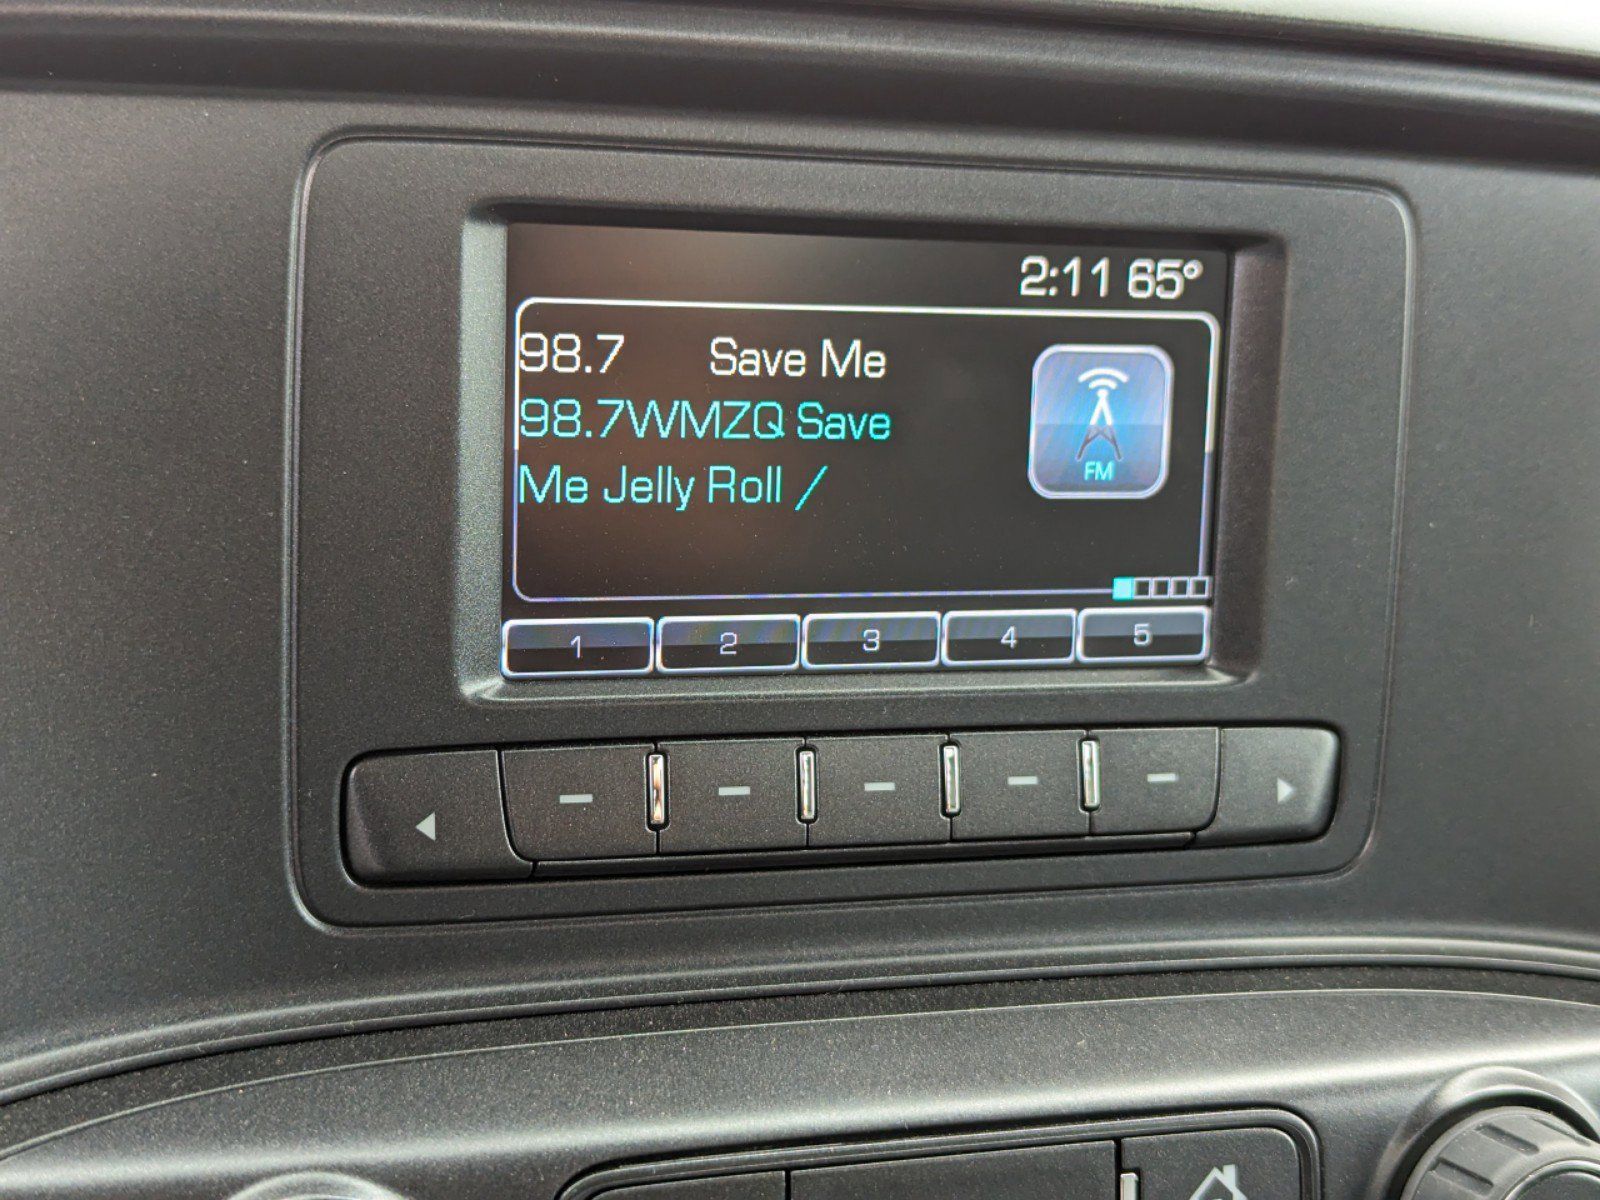 2:11 65°
98.7 Save Me
98.7WMZQ Save
Me Jelly Roll /
FM
1 2 3 4 5